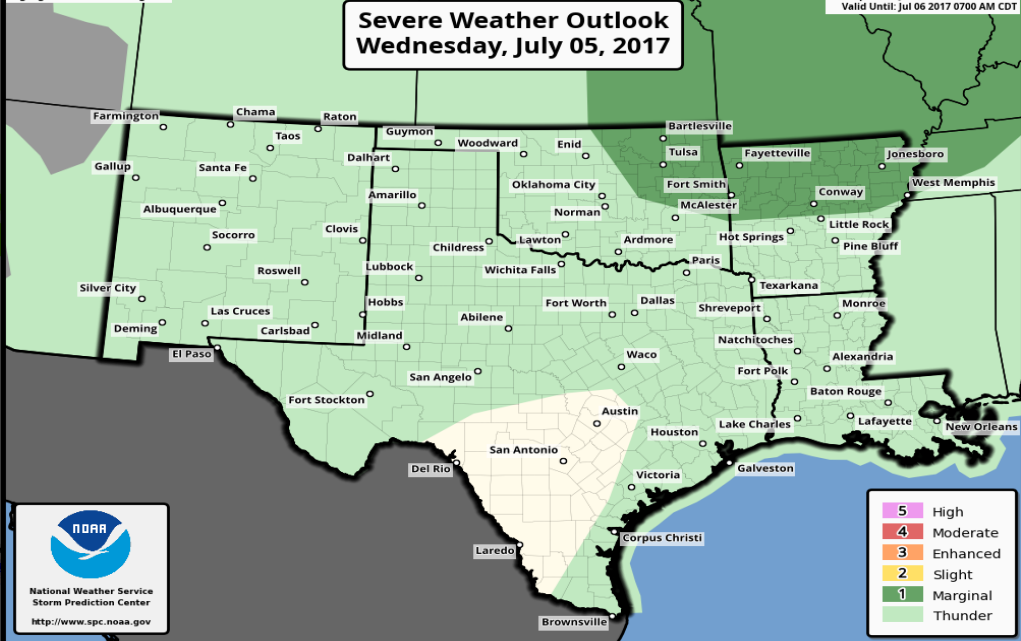 Severe Weather Outlook
Wednesday, July 05, 2017
Valid Until: Jul 06 2017 0700 AM CDT
Farmington
Chama
Raton
Taos
Guymon
Woodward
Enid
Bartlesville
Tulsa
Fayetteville
Jonesboro
Gallup
Santa Fe
Dalhart
Oklahoma City
Fort Smith
Conway
West Memphis
Albuquerque
Amarillo
Norman
McAlester
Little Rock
Socorro
Clovis
Childress
Lawton
Ardmore
Hot Springs
Pine Bluff
Roswell
Lubbock
Wichita Falls
Paris
Texarkana
Silver City
Las Cruces
Hobbs
Fort Worth
Dallas
Shreveport
Monroe
Deming
Carlsbad
Midland
Abilene
Natchitoches
El Paso
San Angelo
Waco
Fort Polk
Alexandria
Fort Stockton
Austin
Baton Rouge
Houston
Lake Charles
Lafayette
New Orleans
Del Rio
San Antonio
Victoria
Galveston
Laredo
Corpus Christi
Brownsville
NOAA
National Weather Service
Storm Prediction Center
http://www.spc.noaa.gov
5 High
4 Moderate
3 Enhanced
2 Slight
1 Marginal
Thunder